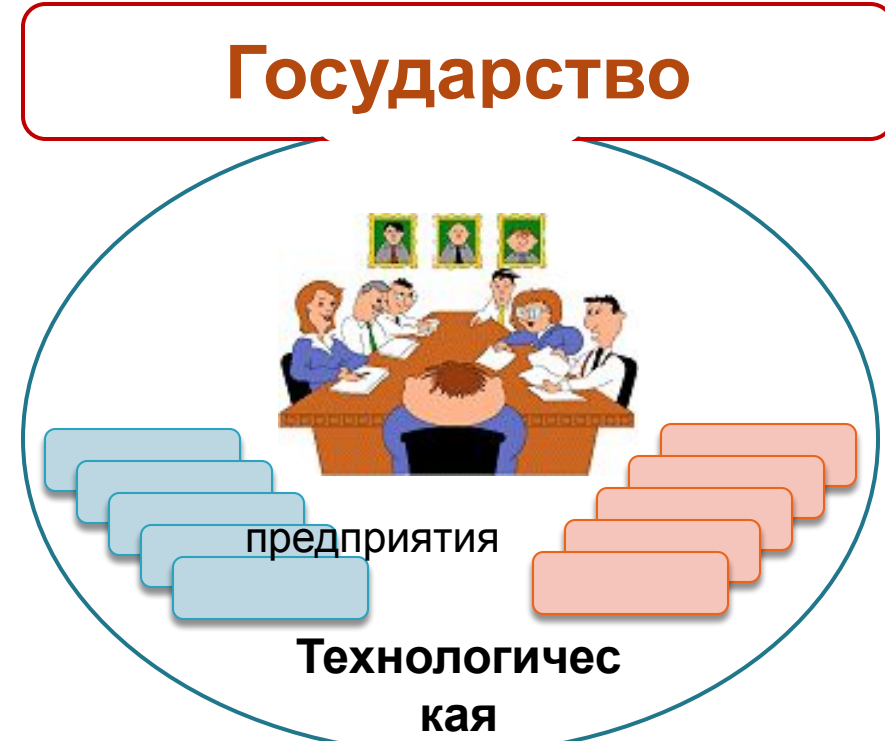 Государство
предприятия
Технологичес
кая